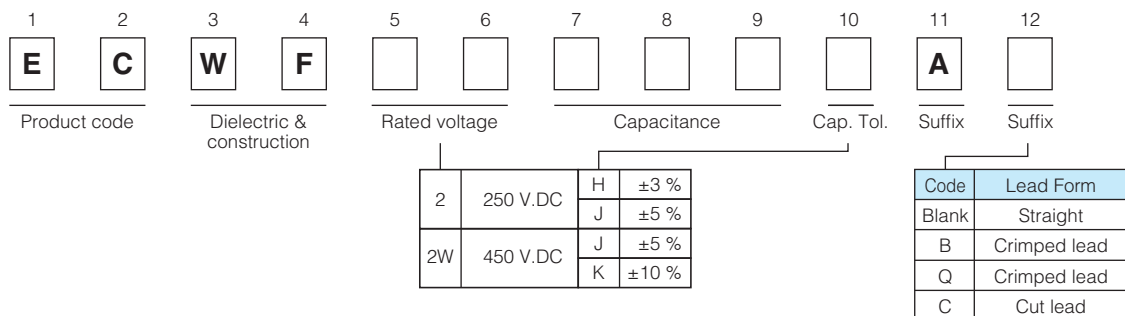 1 2 3 4 5 6 7 8 9 10 11 12
E C W F A
Product code Dielectric & construction Rated voltage Capacitance Cap. Tol. Suffix Suffix
2 250 V.DC H ±3 %
J ±5 %
2W 450 V.DC J ±5 %
K ±10 %
Code Lead Form
Blank Straight
B Crimped lead
Q Crimped lead
C Cut lead